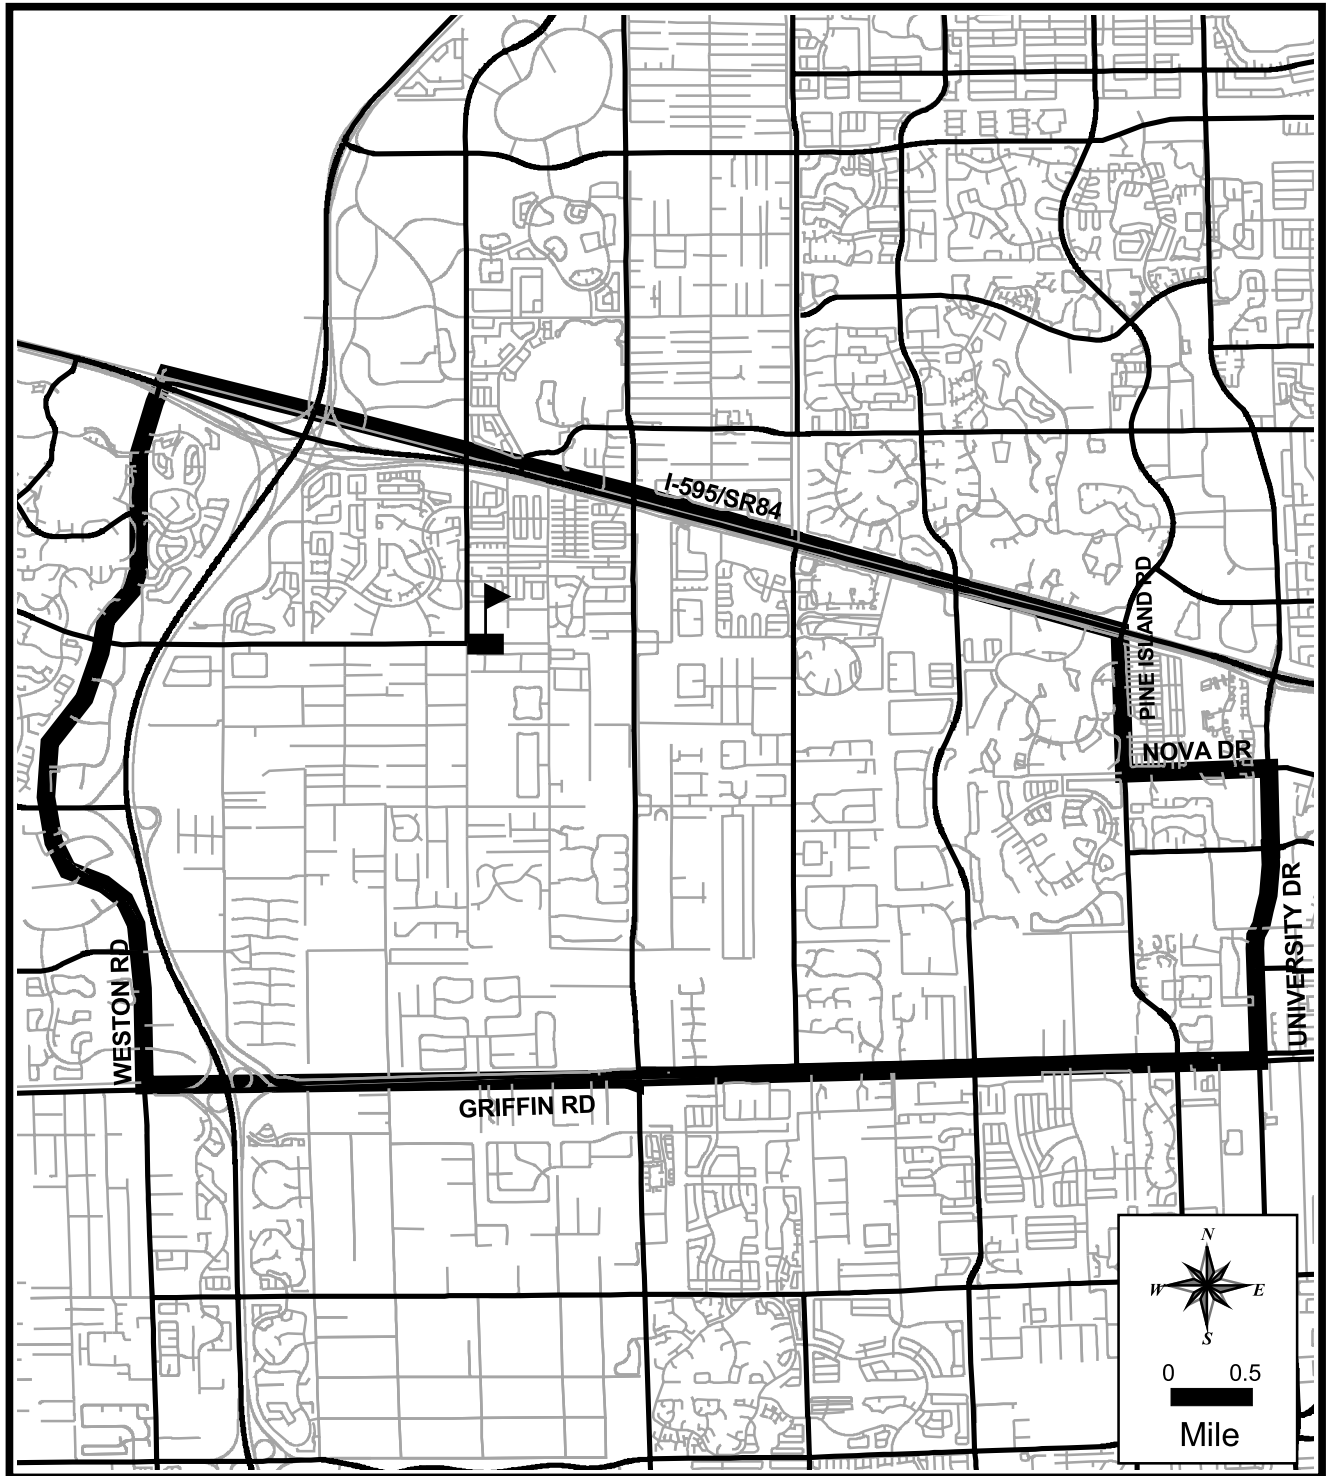 I-595/SR84
PINE ISLAND RD
NOVA DR
UNIVERSITY DR
WESTON RD
GRIFFIN RD
N
W E
S
0 0.5
Mile